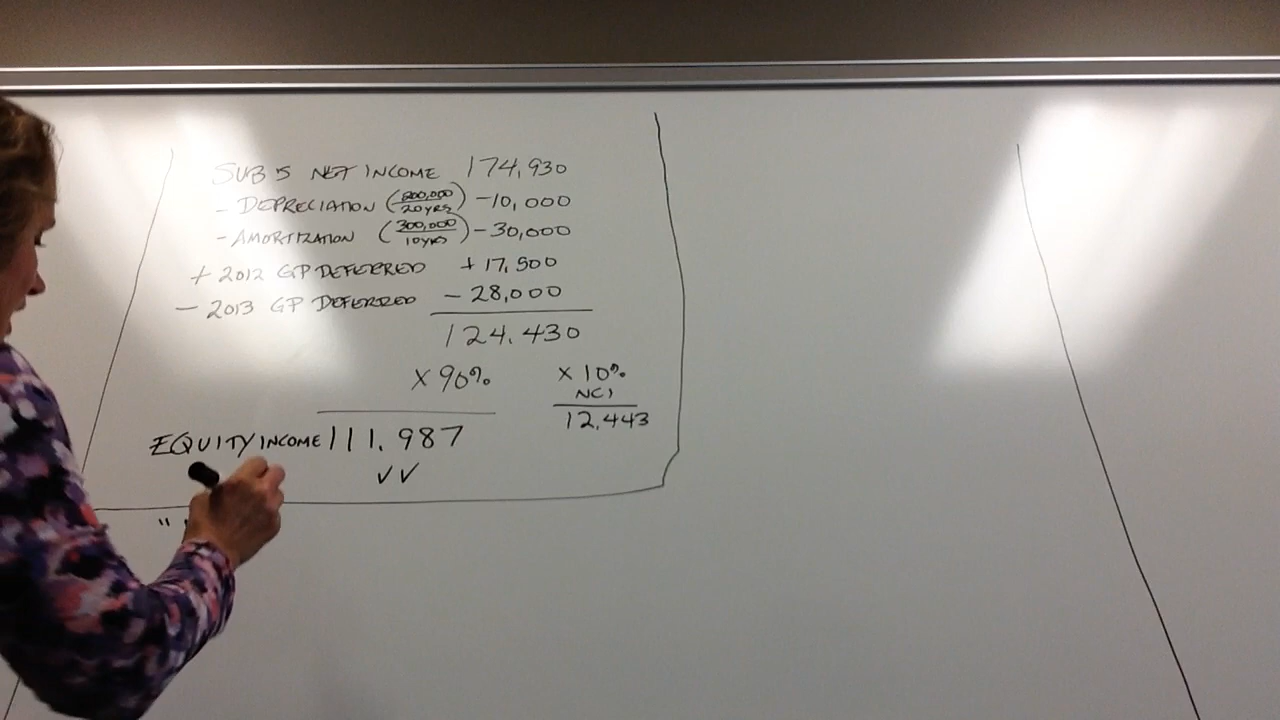 SUB'S NET INCOME 174,930
- DEPRECIATION (200,000/20YRS) -10,000
- AMORTIZATION (300,000/10YRS) -30,000
+ 2012 GP DEFERRED +17,500
- 2013 GP DEFERRED - 28,000
124,430
X 90% X 10%
NCI
12,443
EQUITY INCOME 111,987
✓✓
"